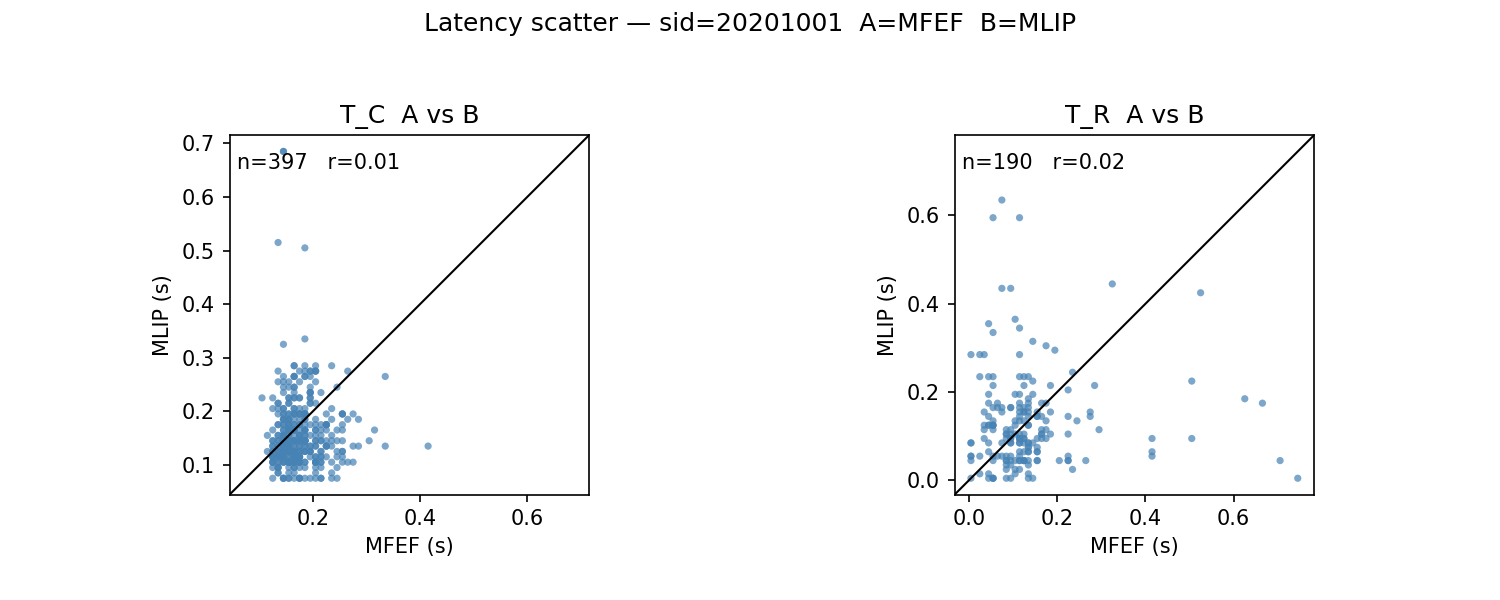 Latency scatter — sid=20201001  A=MFEF  B=MLIP
T_C  A vs B
n=397   r=0.01
0.7
0.6
0.5
0.4
0.3
0.2
0.1
MLIP (s)
0.2 0.4 0.6
MFEF (s)
T_R  A vs B
n=190   r=0.02
0.6
0.4
0.2
0.0
MLIP (s)
0.0 0.2 0.4 0.6
MFEF (s)